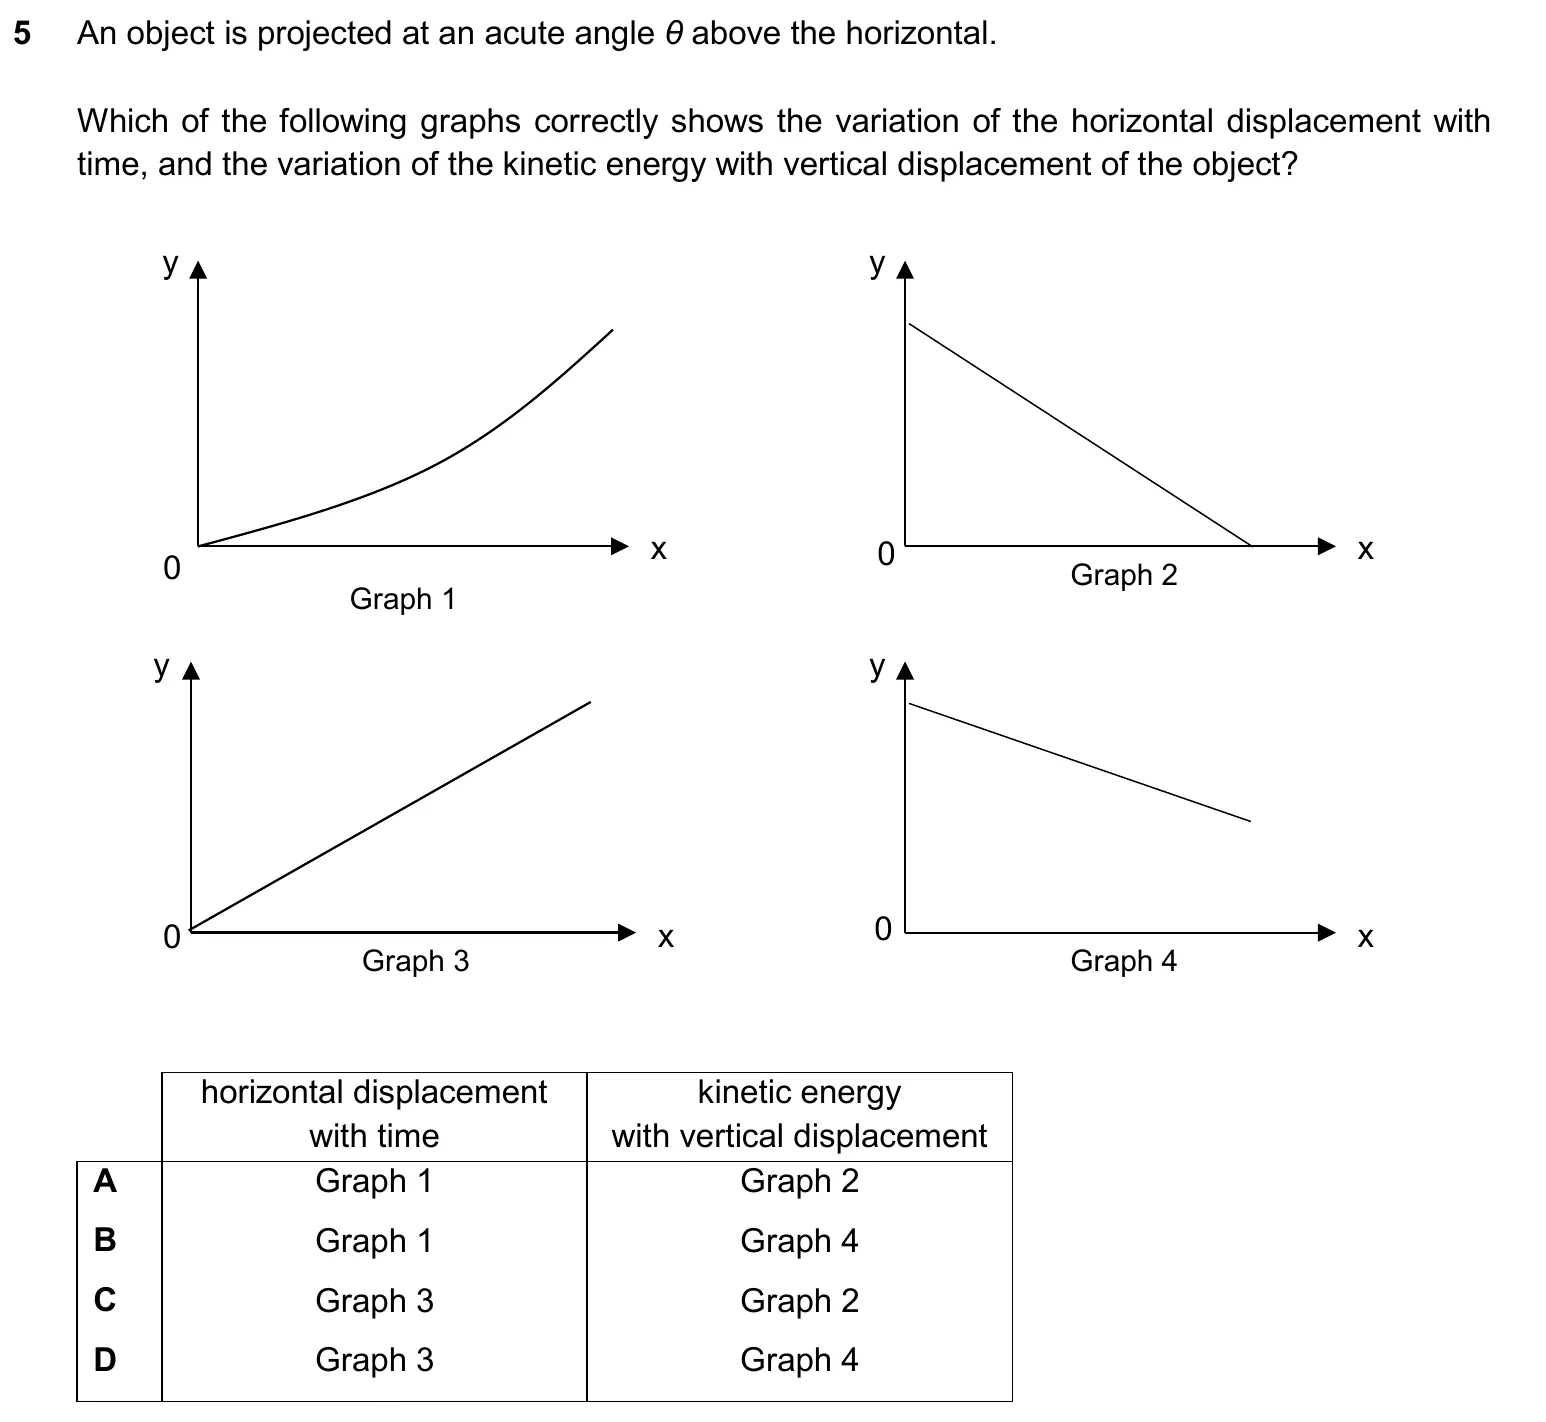 5 An object is projected at an acute angle θ above the horizontal.
Which of the following graphs correctly shows the variation of the horizontal displacement with
time, and the variation of the kinetic energy with vertical displacement of the object?
y
0
x
Graph 1
y
0
x
Graph 2
y
0
x
Graph 3
y
0
x
Graph 4
horizontal displacement
with time
kinetic energy
with vertical displacement
A Graph 1 Graph 2
B Graph 1 Graph 4
C Graph 3 Graph 2
D Graph 3 Graph 4